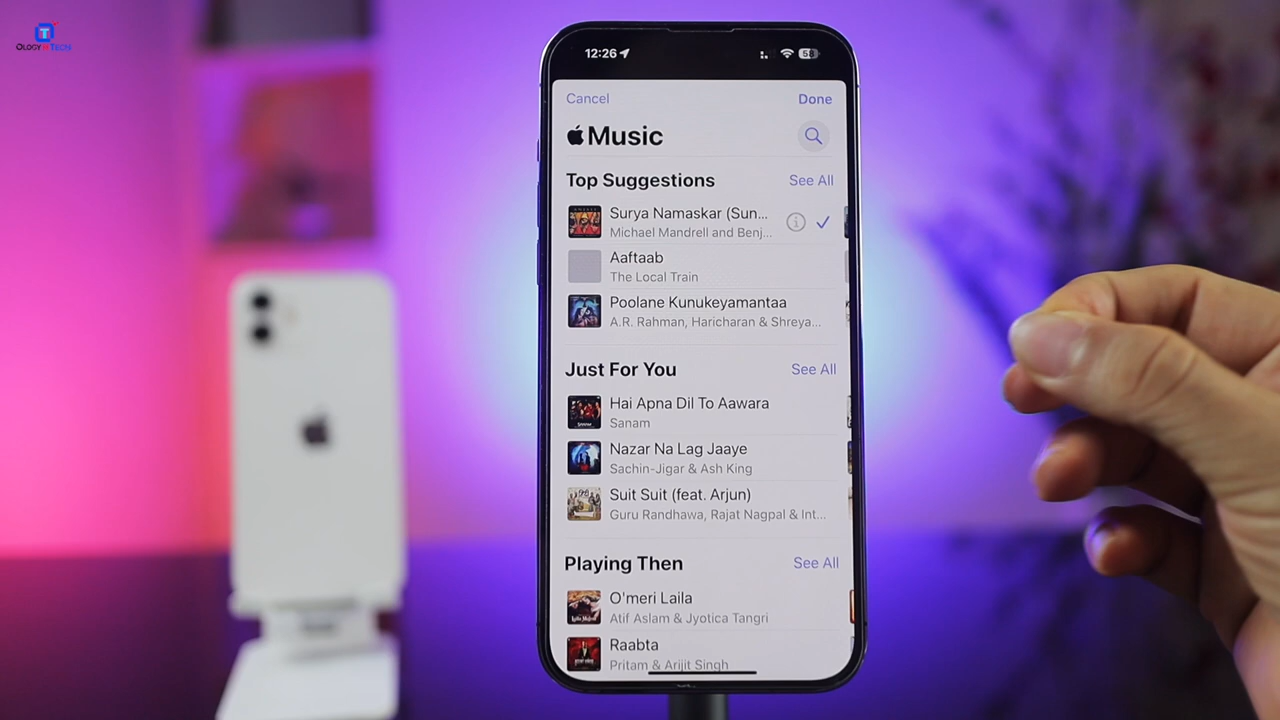 OLOGY TECH
12:26
58
Cancel
Done
Music
Top Suggestions
See All
Surya Namaskar (Sun...
Michael Mandrell and Benj...
Aaftaab
The Local Train
Poolane Kunukeyamantaa
A.R. Rahman, Haricharan & Shreya...
Just For You
See All
Hai Apna Dil To Aawara
Sanam
Nazar Na Lag Jaaye
Sachin-Jigar & Ash King
Suit Suit (feat. Arjun)
Guru Randhawa, Rajat Nagpal & Int...
Playing Then
See All
O'meri Laila
Atif Aslam & Jyotica Tangri
Raabta
Pritam & Arijit Singh